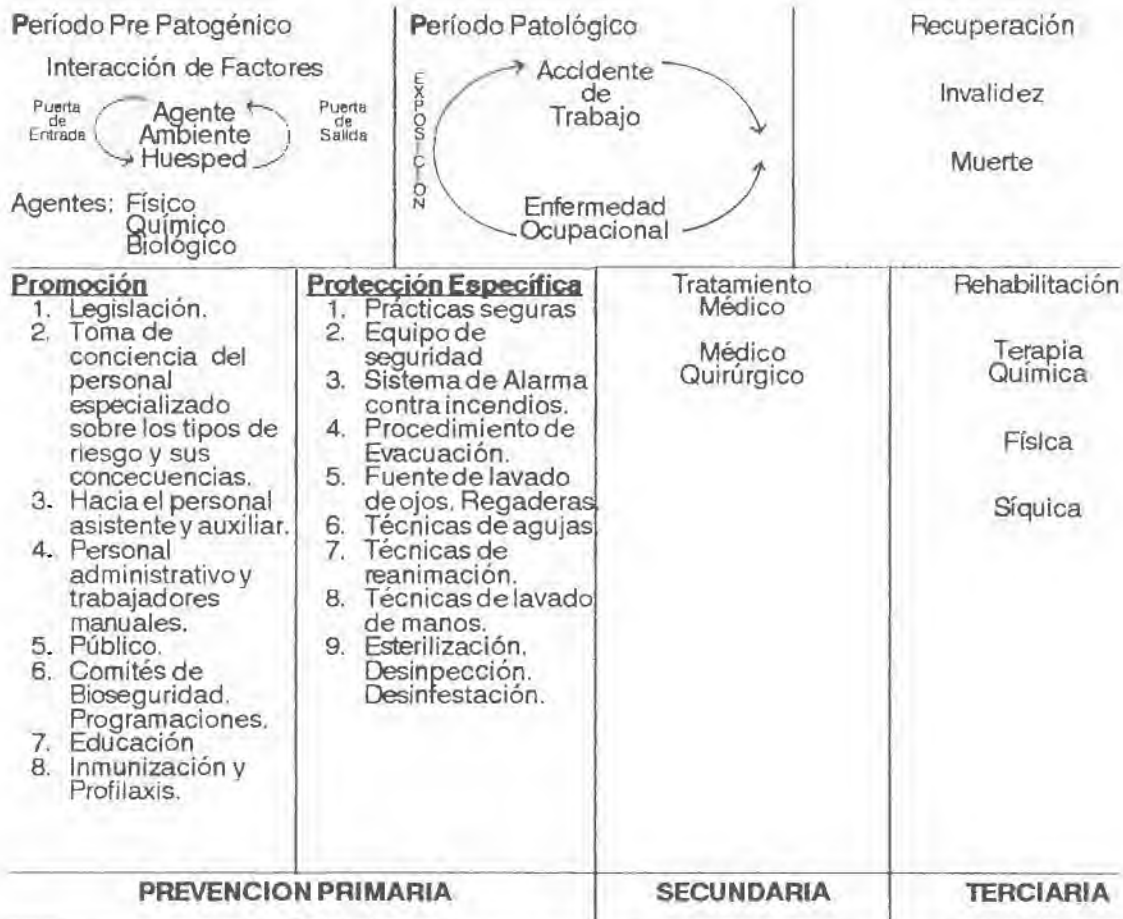 Período Pre Patogénico
Interacción de Factores
Puerta
de
Entrada
Agente
Ambiente
Huesped
Puerta
de
Salida
Agentes: Físico
Químico
Biológico
Período Patológico
EXPOSICION
Accidente
de
Trabajo
Enfermedad
Ocupacional
Recuperación
Invalidez
Muerte
Promoción
1. Legislación.
2. Toma de
conciencia del
personal
especializado
sobre los tipos de
riesgo y sus
concecuencias.
3. Hacia el personal
asistente y auxiliar.
4. Personal
administrativo y
trabajadores
manuales.
5. Público.
6. Comités de
Bioseguridad.
Programaciones.
7. Educación
8. Inmunización y
Profilaxis.
Protección Específica
1. Prácticas seguras
2. Equipo de
seguridad
3. Sistema de Alarma
contra incendios.
4. Procedimiento de
Evacuación.
5. Fuente de lavado
de ojos. Regaderas
6. Técnicas de agujas
7. Técnicas de
reanimación.
8. Técnicas de lavado
de manos.
9. Esterilización.
Desinpección.
Desinfestación.
Tratamiento
Médico
Médico
Quirúrgico
Rehabilitación
Terapia
Química
Física
Síquica
PREVENCION PRIMARIA
SECUNDARIA
TERCIARIA